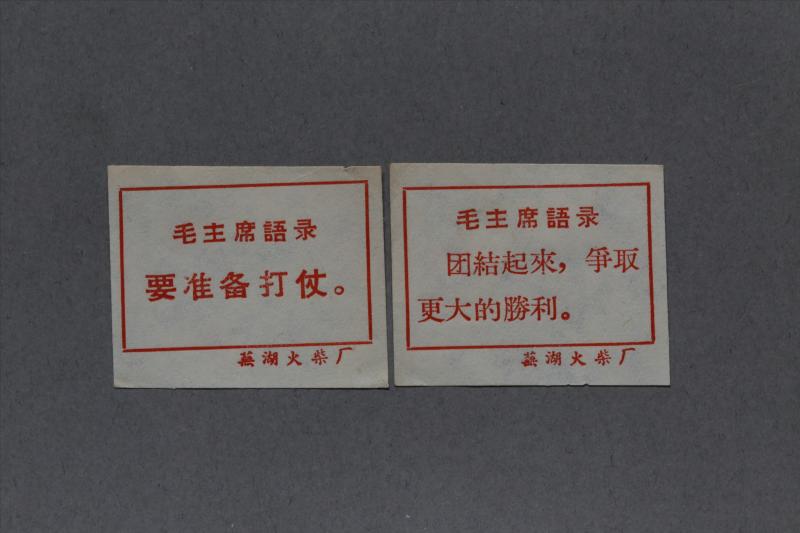 毛主席語录
要准备打仗。
蕪湖火柴厂
毛主席語录
团結起來，爭取
更大的勝利。
蕪湖火柴厂